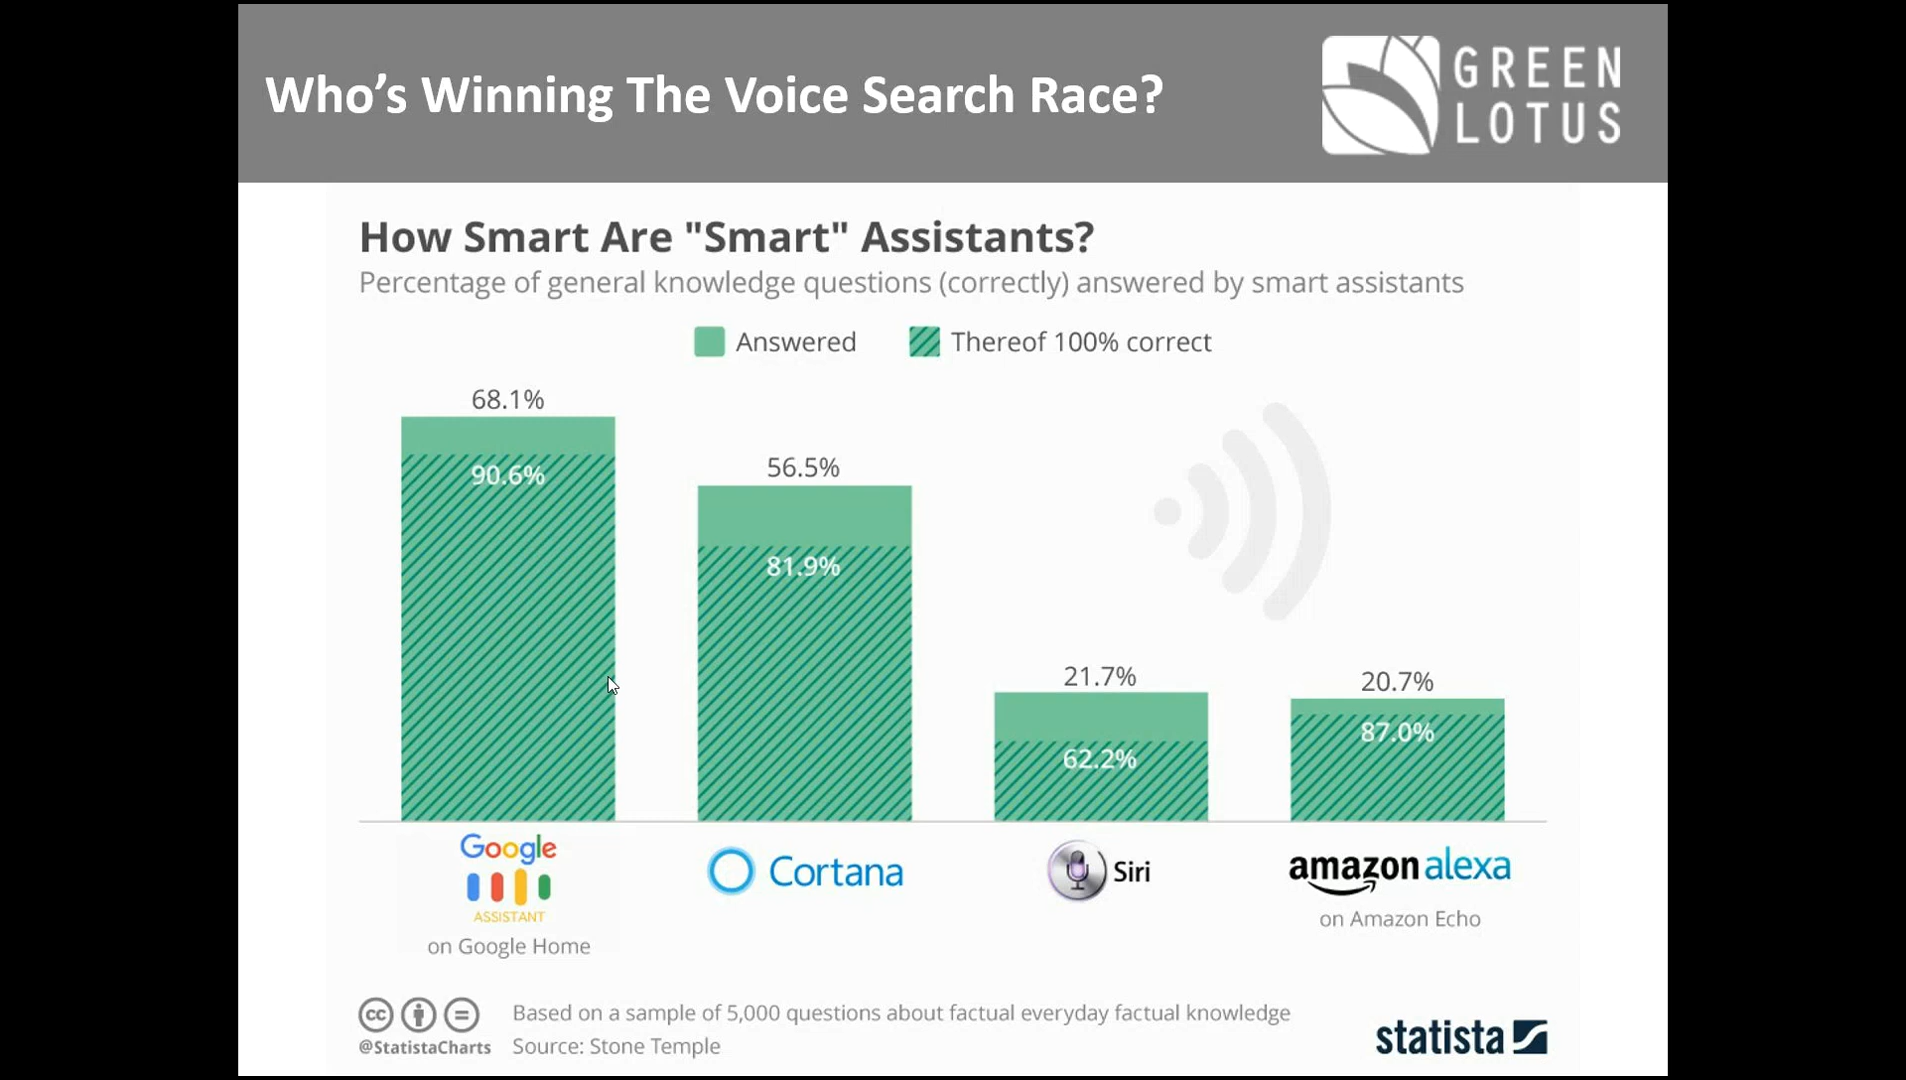 Who's Winning The Voice Search Race?
GREEN
LOTUS
How Smart Are "Smart" Assistants?
Percentage of general knowledge questions (correctly) answered by smart assistants
Answered
Thereof 100% correct
68.1%
90.6%
56.5%
81.9%
21.7%
62.2%
20.7%
87.0%
Google
ASSISTANT
on Google Home
Cortana
Siri
amazon alexa
on Amazon Echo
cc
@StatistaCharts
Based on a sample of 5,000 questions about factual everyday factual knowledge
Source: Stone Temple
statista